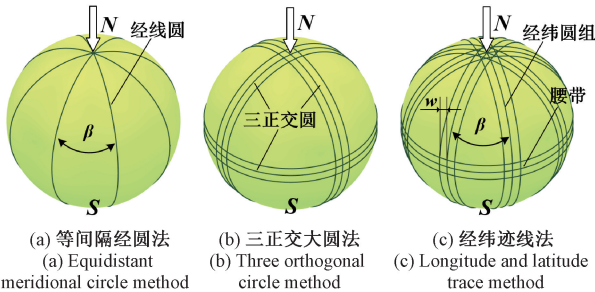 N
经线圆
β
S
(a) 等间隔经圆法
(a) Equidistant
meridional circle method
N
三正交圆
S
(b) 三正交大圆法
(b) Three orthogonal
circle method
N
经纬圆组
腰带
w
β
S
(c) 经纬迹线法
(c) Longitude and latitude
trace method